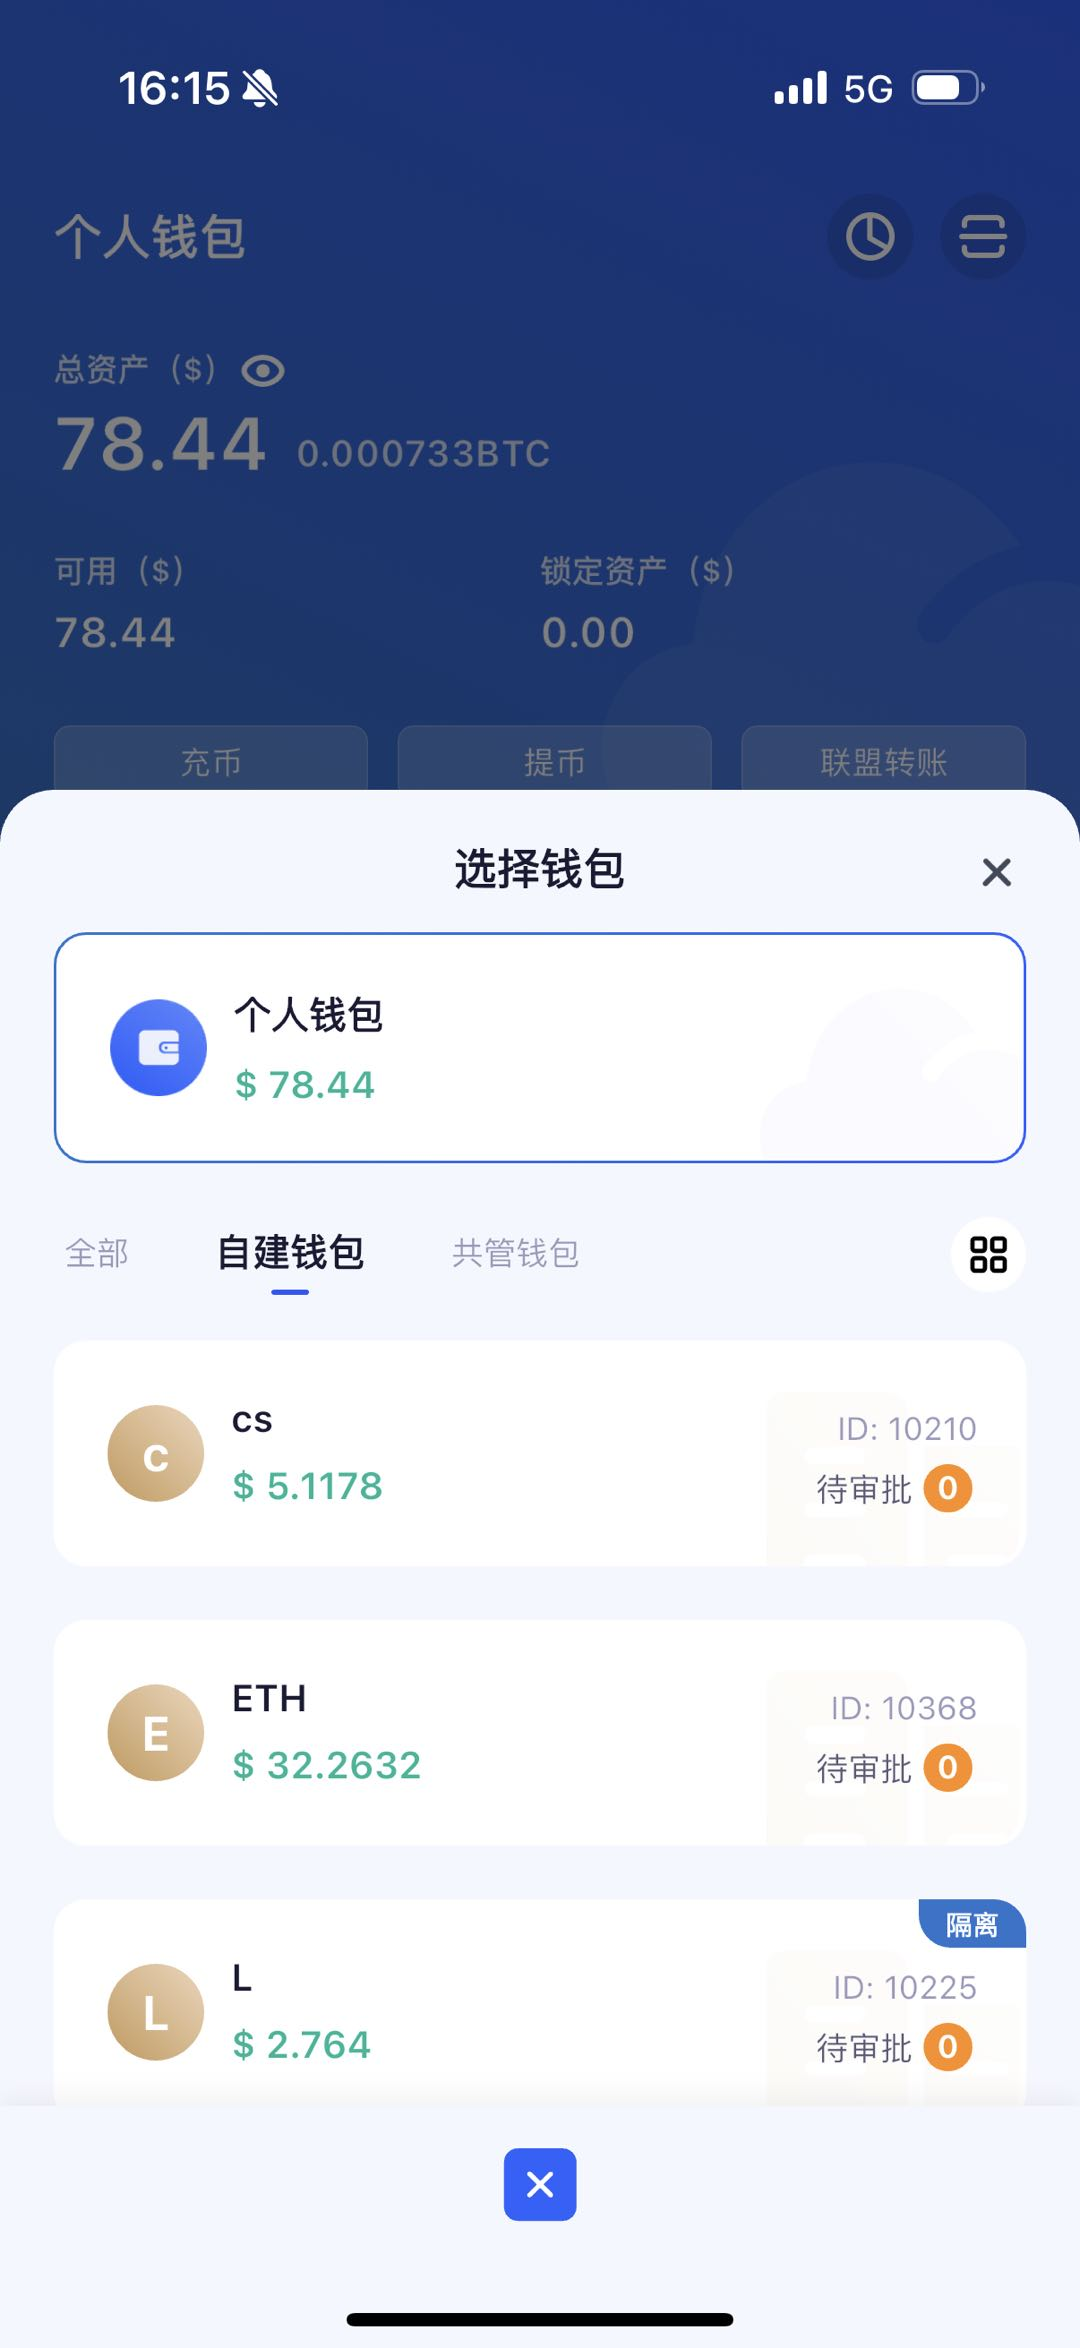 16:15
5G
个人钱包
总资产（$）
78.44 0.000733BTC
可用（$）
锁定资产（$）
78.44
0.00
充币
提币
联盟转账
选择钱包
个人钱包
$ 78.44
全部
自建钱包
共管钱包
c
cs
$ 5.1178
ID: 10210
待审批 0
E
ETH
$ 32.2632
ID: 10368
待审批 0
隔离
L
L
$ 2.764
ID: 10225
待审批 0